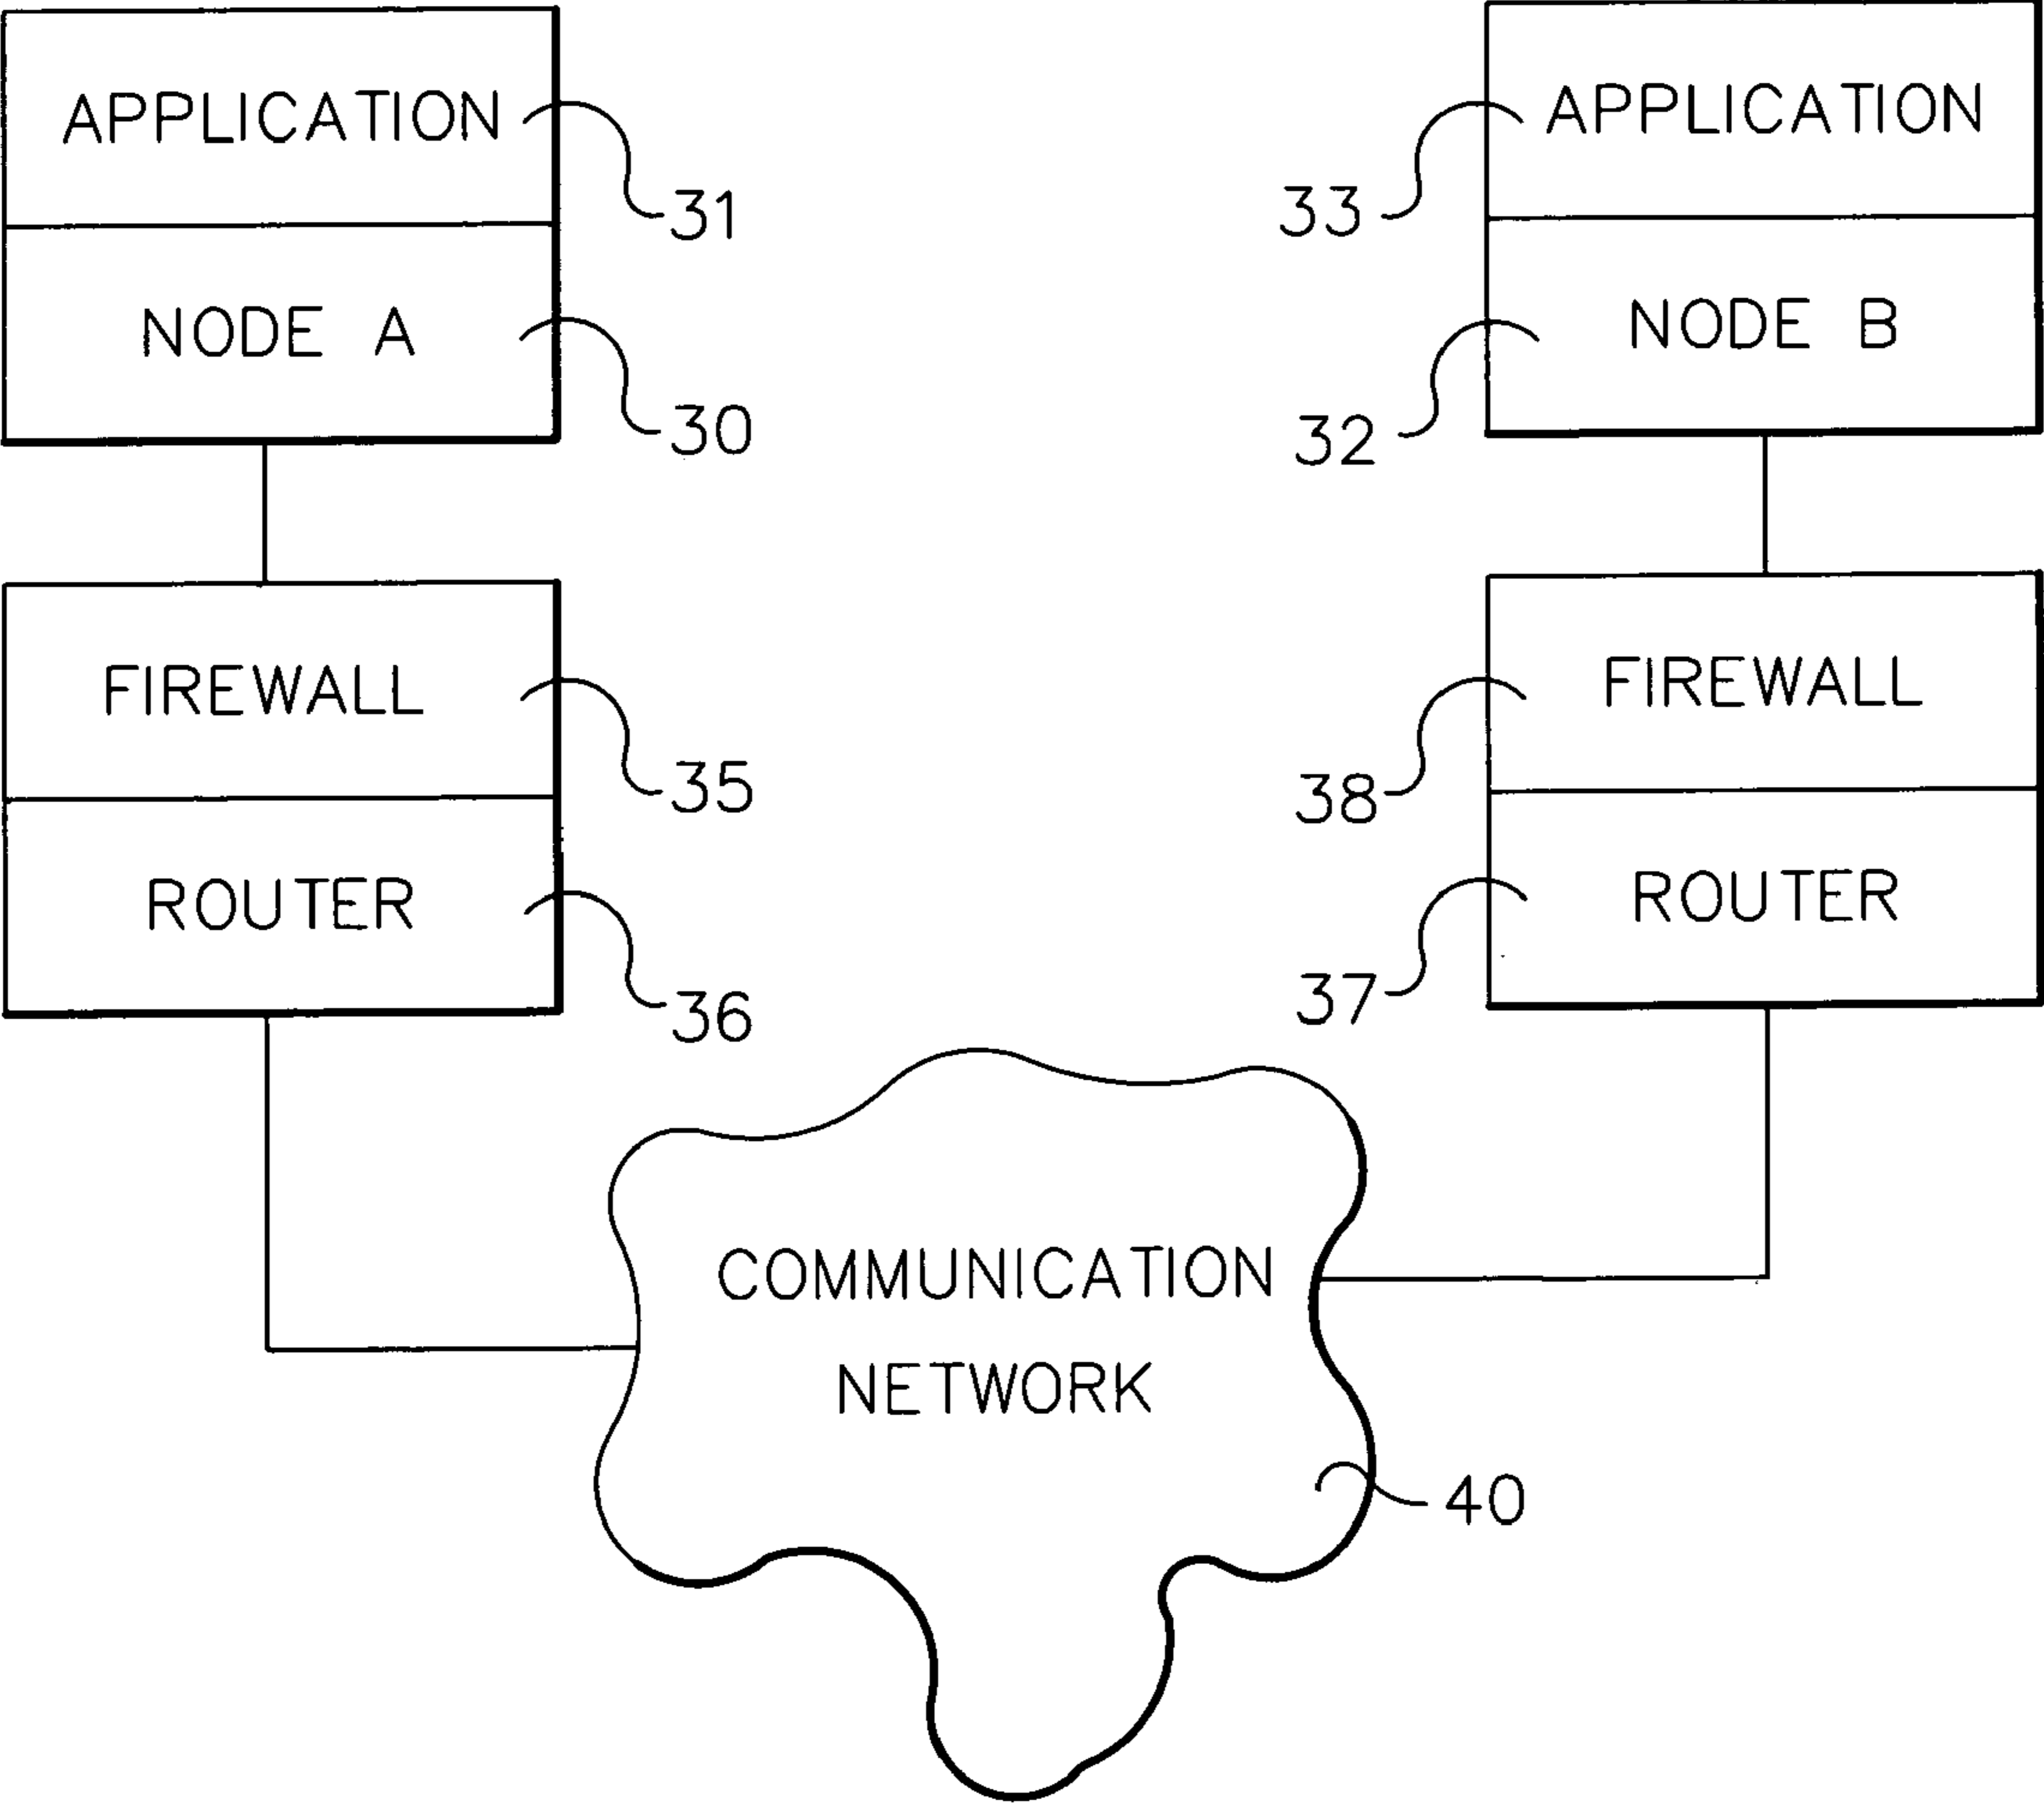 APPLICATION
31
NODE A
30
FIREWALL
35
ROUTER
36
APPLICATION
33
NODE B
32
FIREWALL
38
ROUTER
37
COMMUNICATION
NETWORK
40